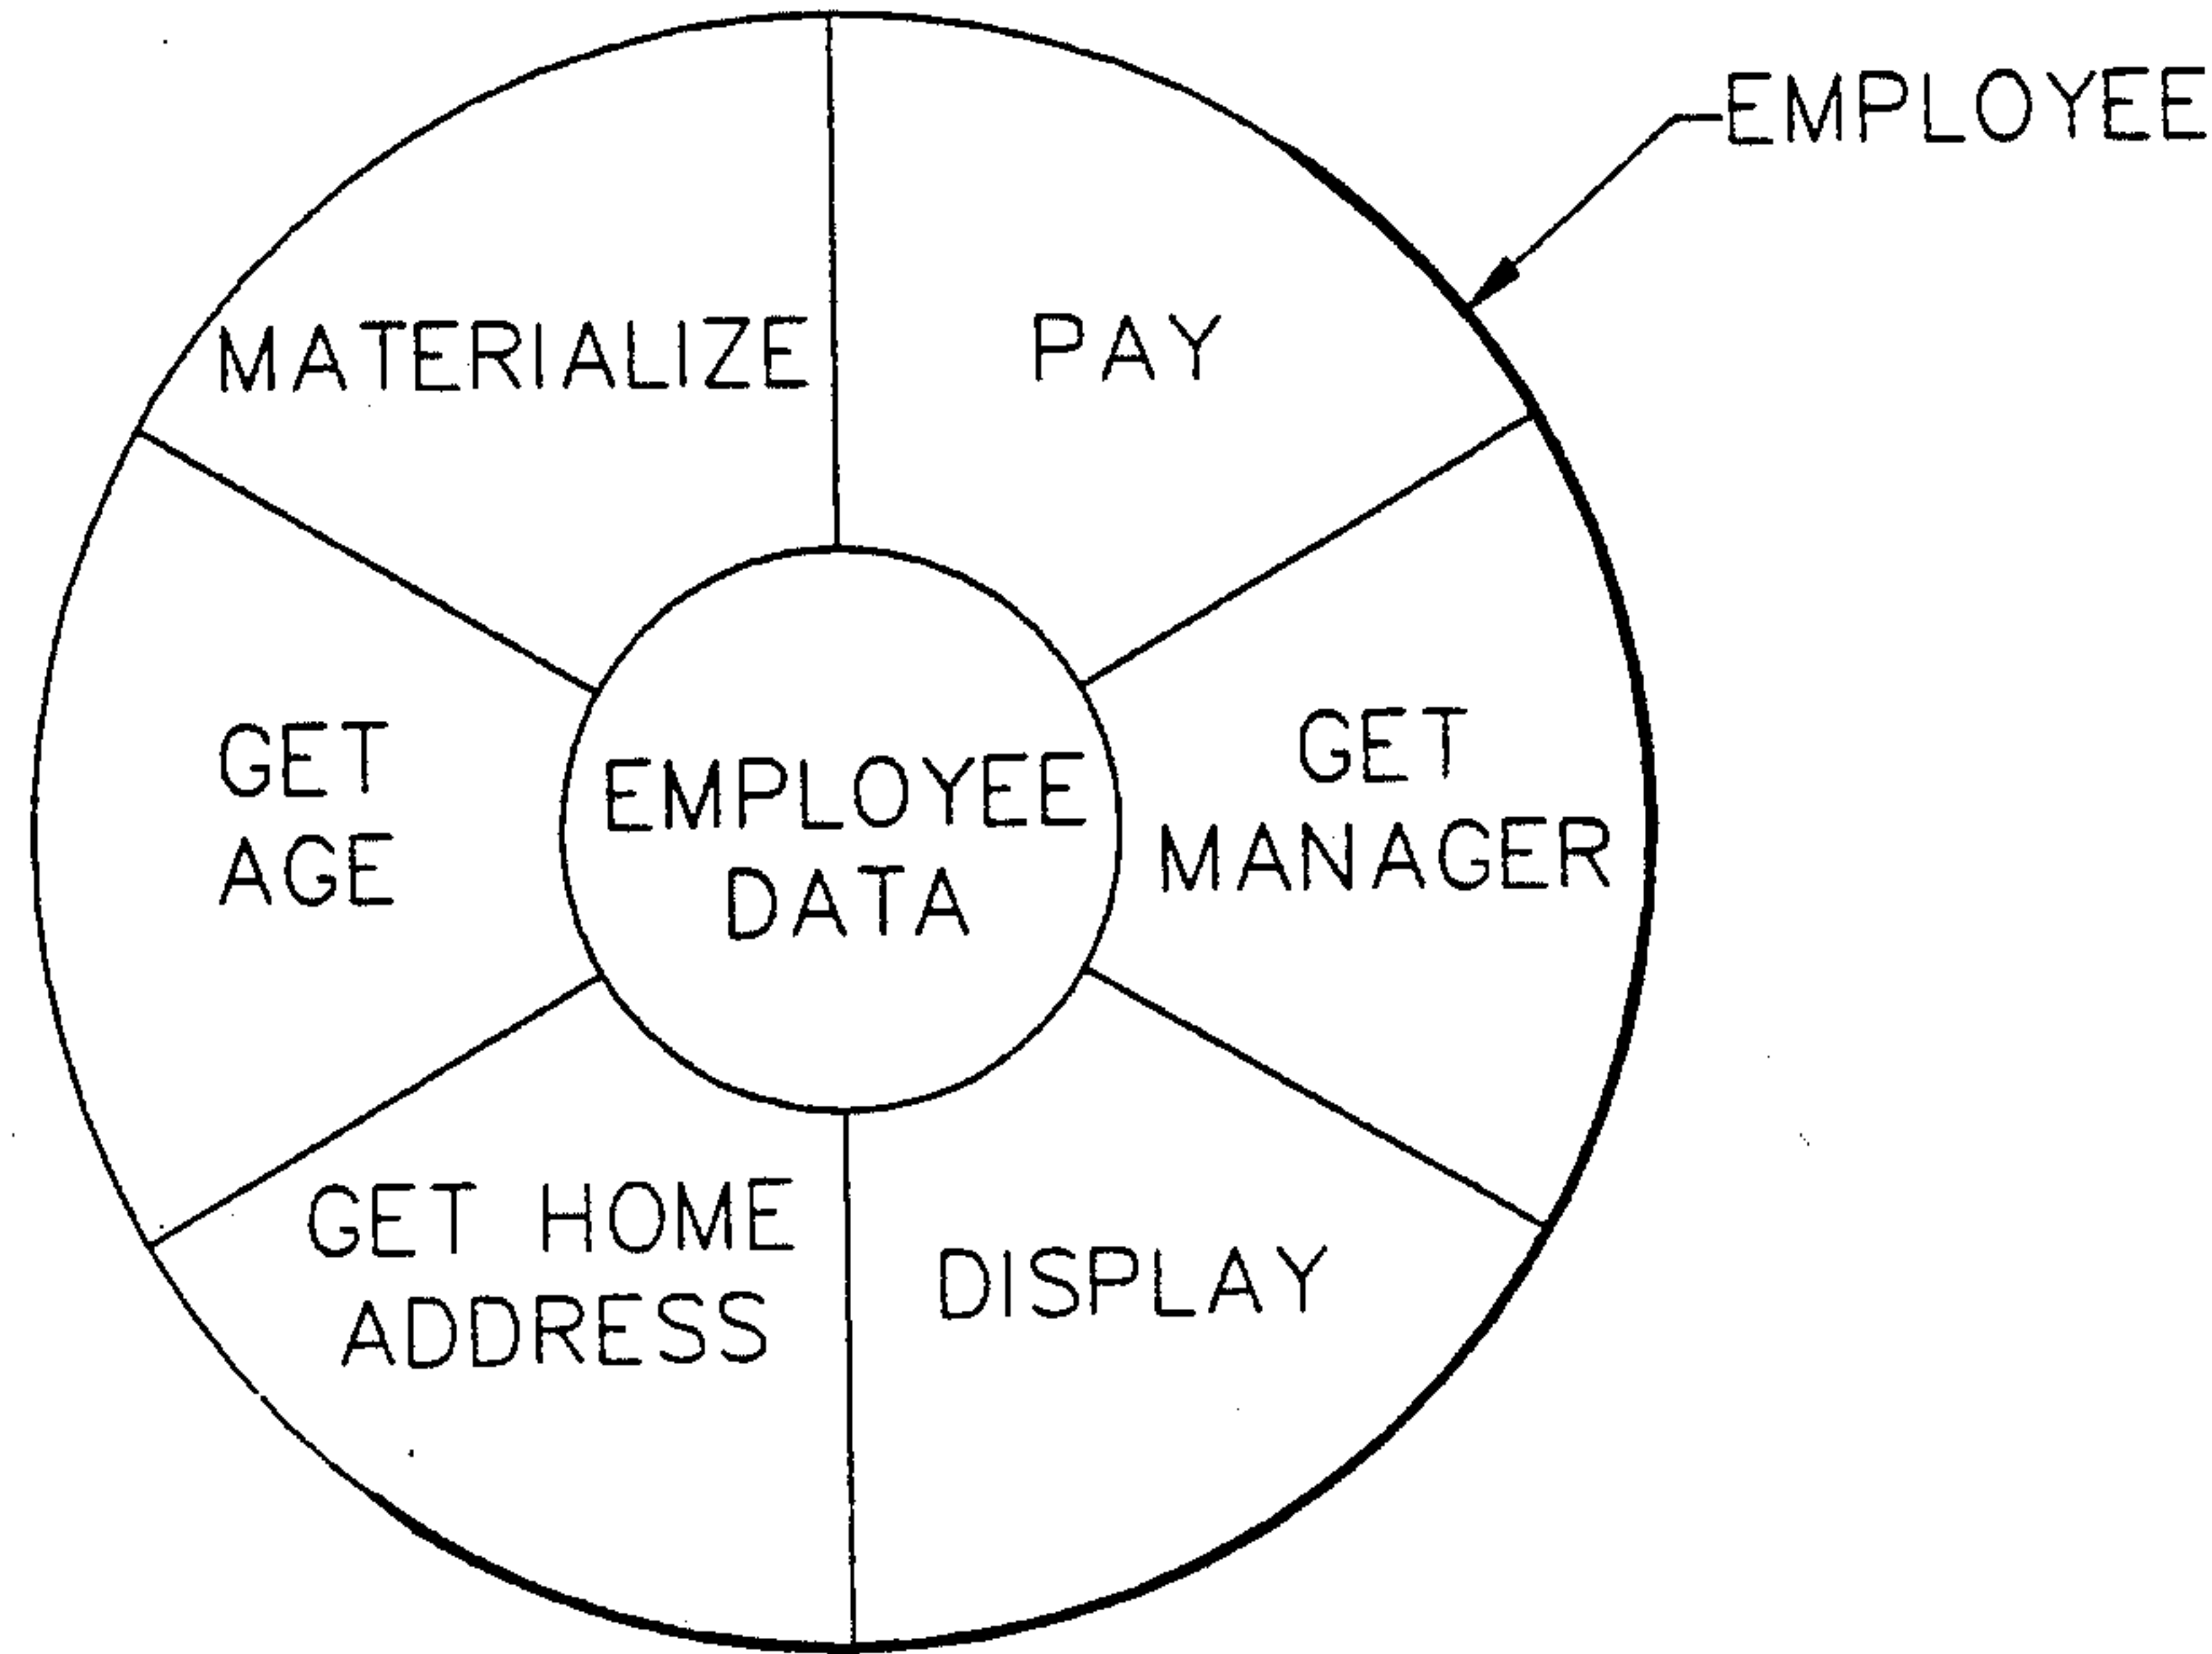 EMPLOYEE
MATERIALIZE
PAY
GET
AGE
EMPLOYEE
DATA
GET
MANAGER
GET HOME
ADDRESS
DISPLAY